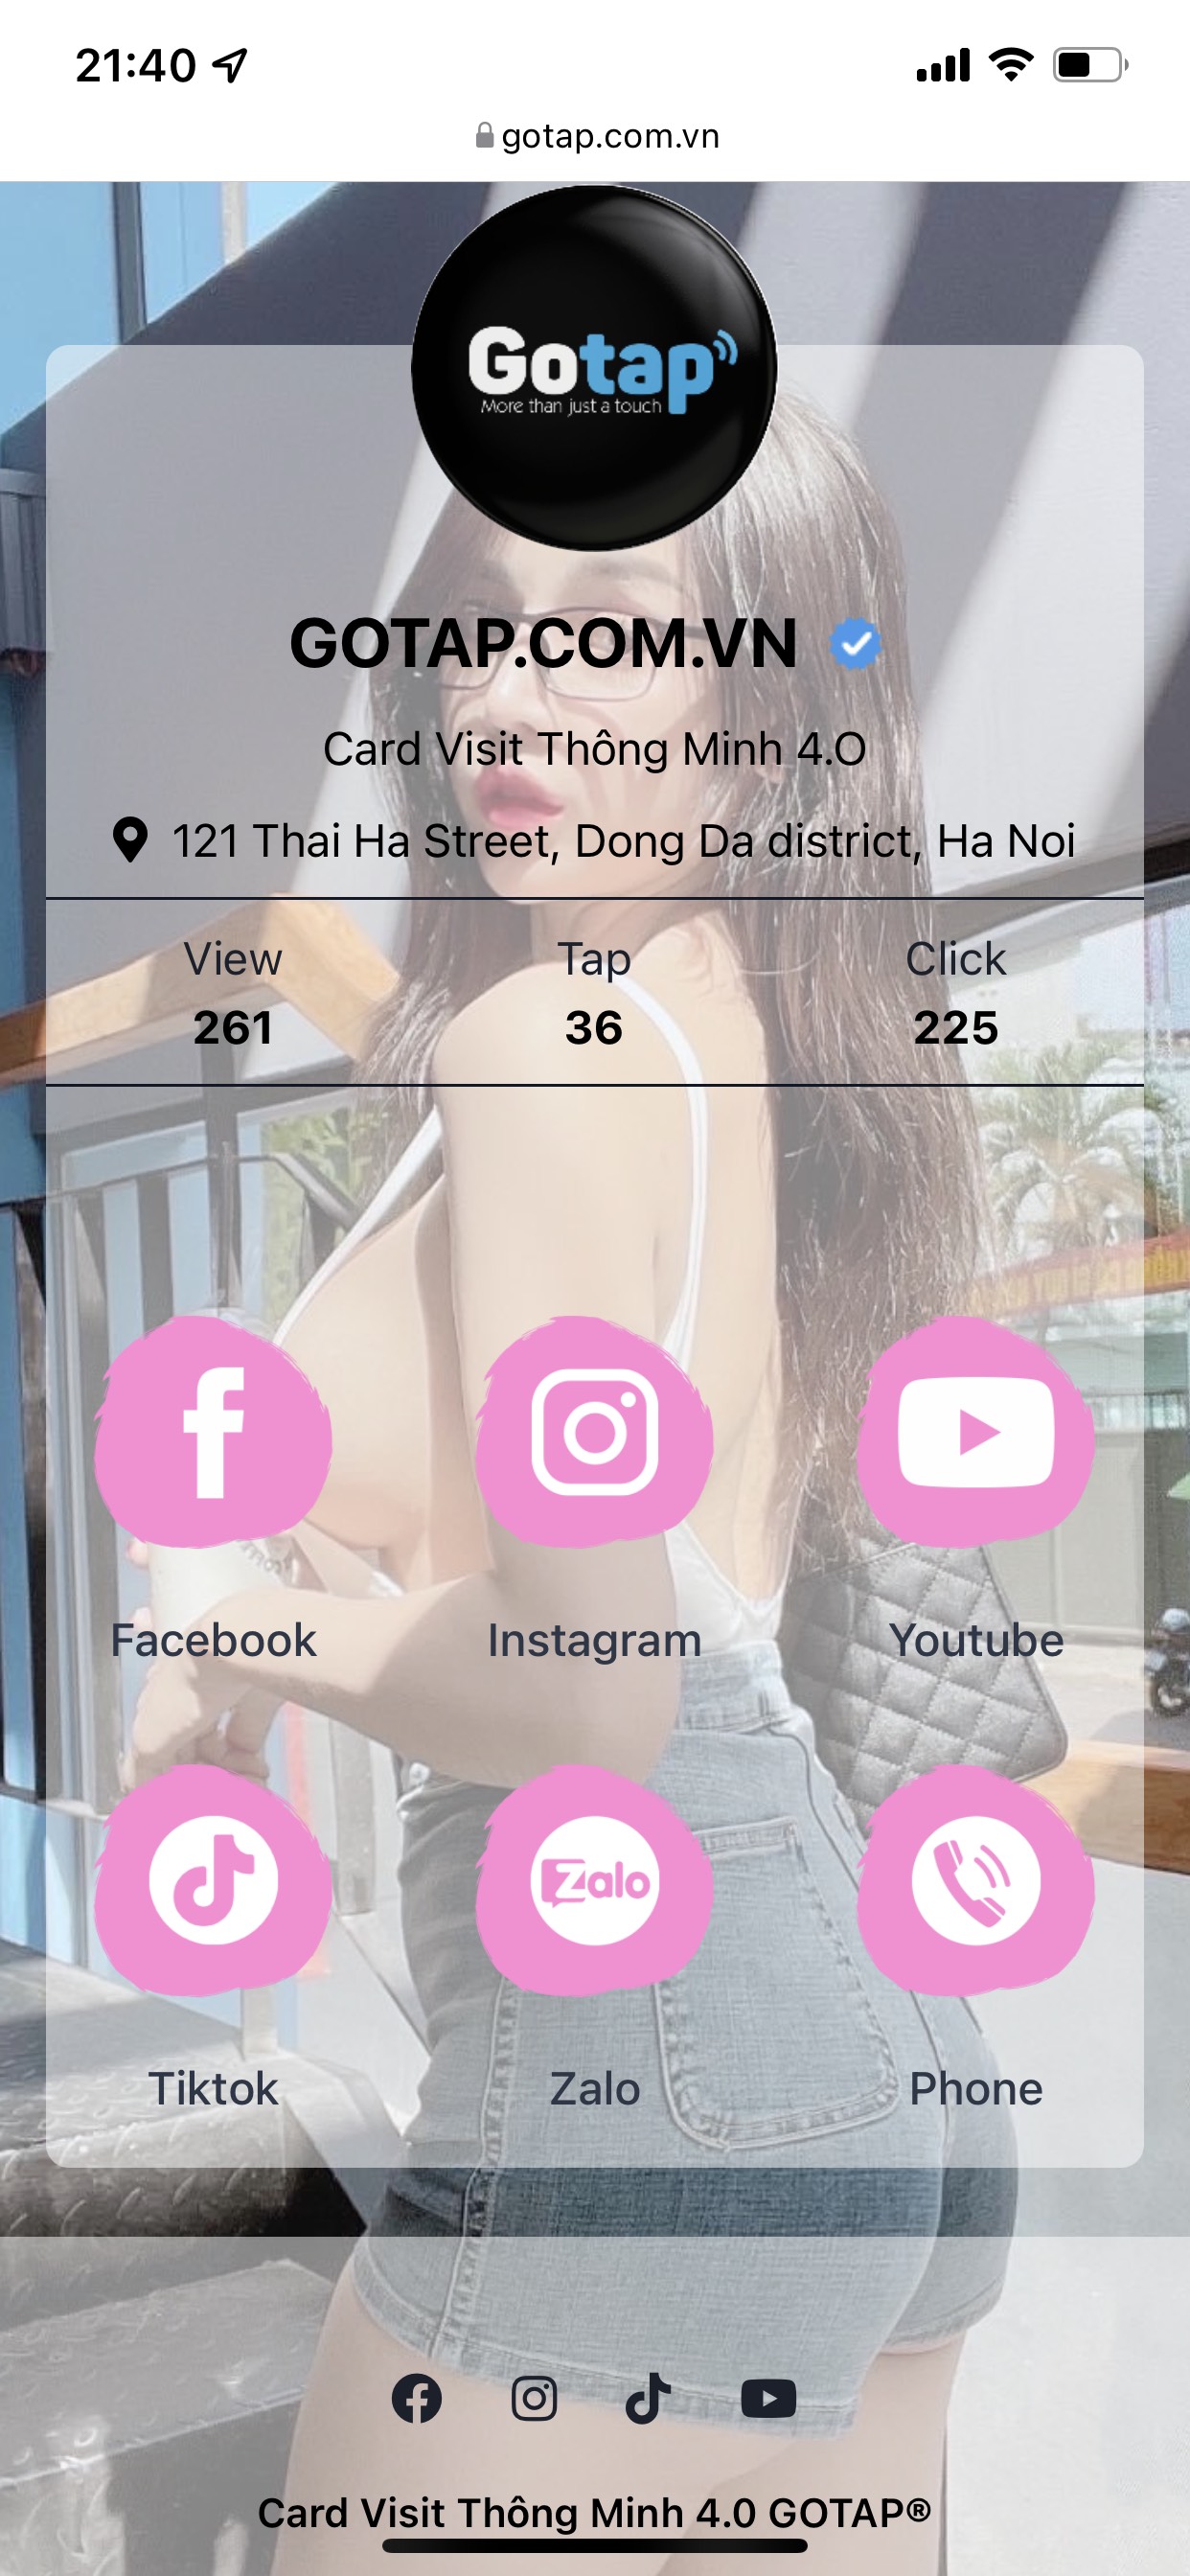 21:40
gotap.com.vn
Gotap
More than just a touch
GOTAP.COM.VN
Card Visit Thông Minh 4.O
121 Thai Ha Street, Dong Da district, Ha Noi
View Tap Click
261 36 225
Facebook Instagram Youtube
Zalo
Tiktok Zalo Phone
Card Visit Thông Minh 4.0 GOTAP®